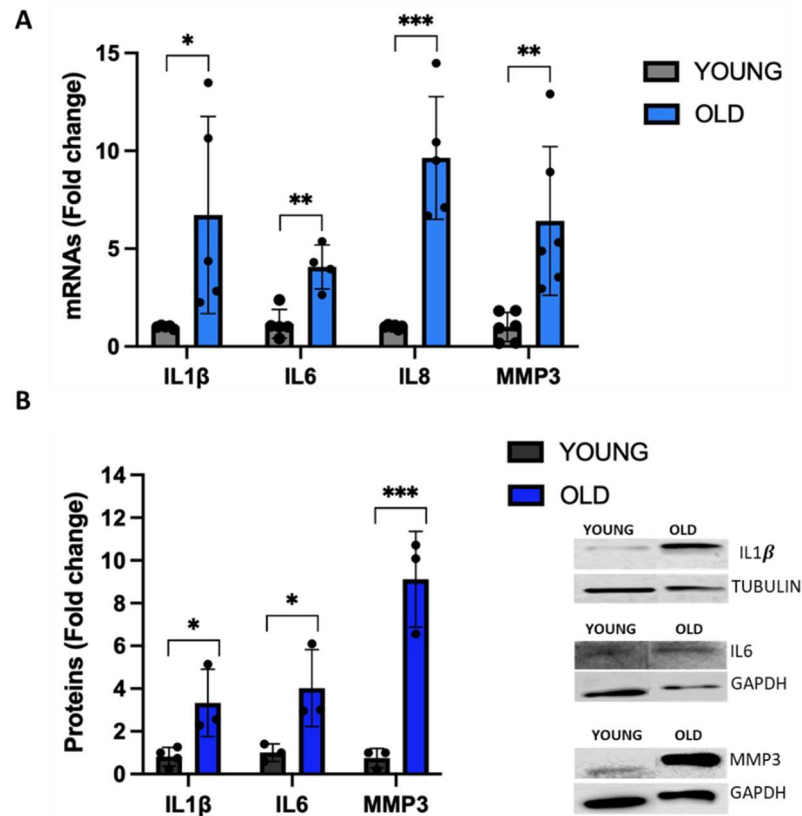 A
mRNAs (Fold change)
15
10
5
0
*
**
***
**
IL1β
IL6
IL8
MMP3
YOUNG
OLD
B
Proteins (Fold change)
14
12
10
8
6
4
2
0
*
*
***
IL1β
IL6
MMP3
YOUNG
OLD
YOUNG OLD
IL1β
TUBULIN
YOUNG OLD
IL6
GAPDH
YOUNG OLD
MMP3
GAPDH